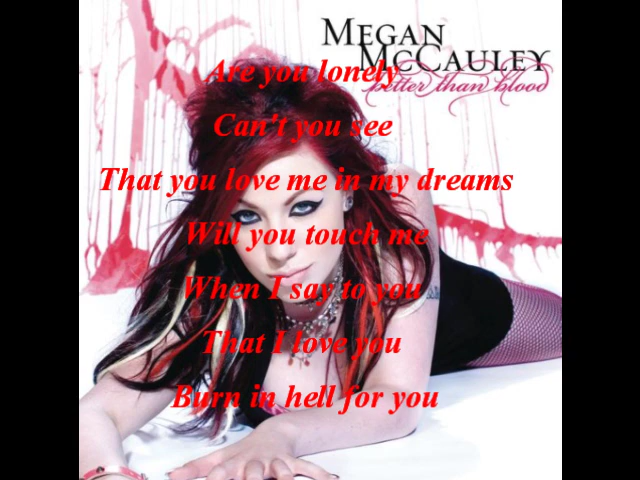 MEGAN
MCCAULEY
better than blood
Are you lonely
Can't you see
That you love me in my dreams
Will you touch me
When I say to you
That I love you
Burn in hell for you